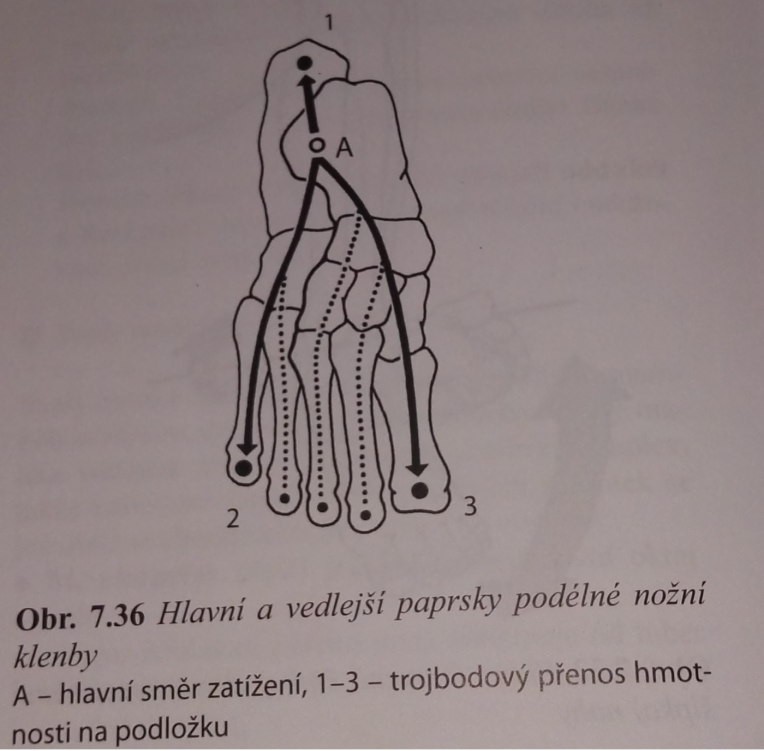 1
A
2
3
Obr. 7.36 Hlavní a vedlejší paprsky podélné nožní
klenby
A – hlavní směr zatížení, 1–3 – trojbodový přenos hmot-
nosti na podložku